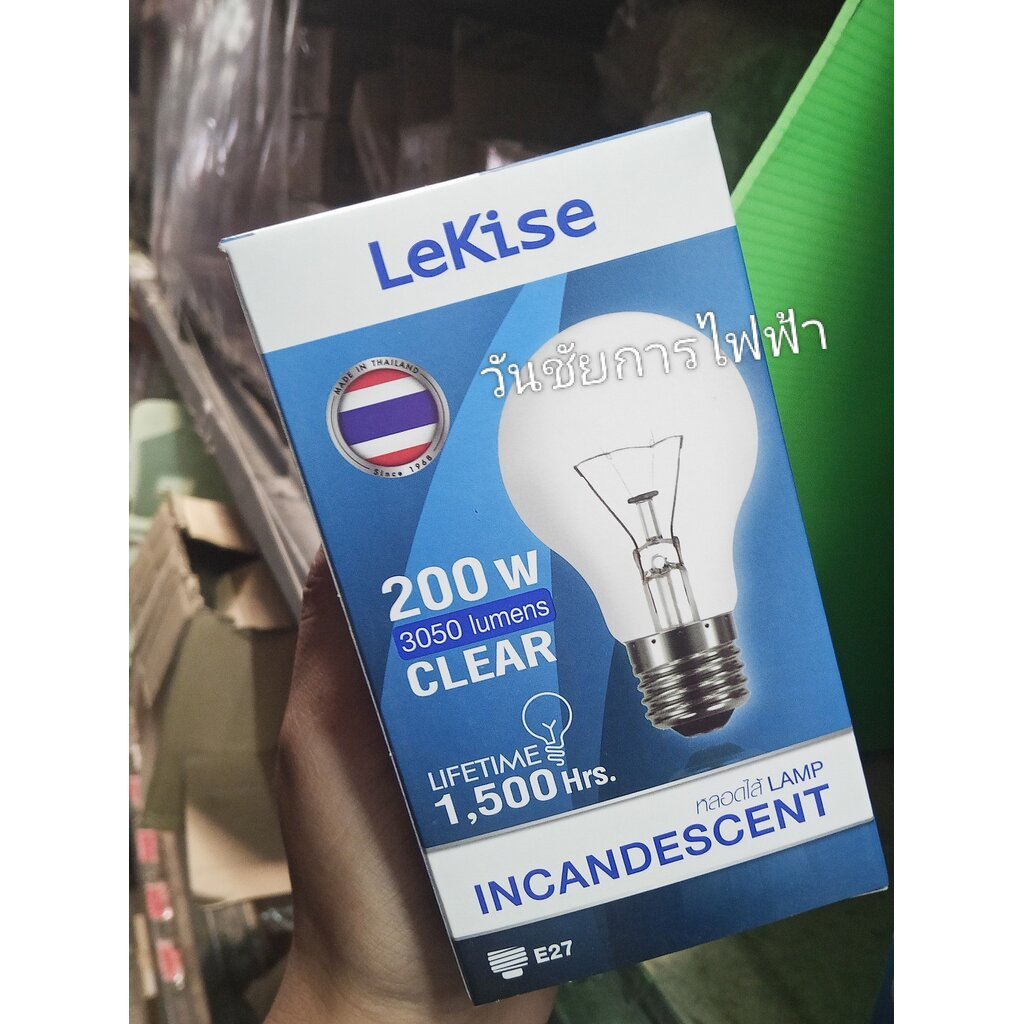 LeKise
วันชัยการไฟฟ้า
MADE IN THAILAND
Since 1968
200 W
3050 lumens
CLEAR
LIFETIME
1,500 Hrs.
หลอดไส้ LAMP
INCANDESCENT
E27